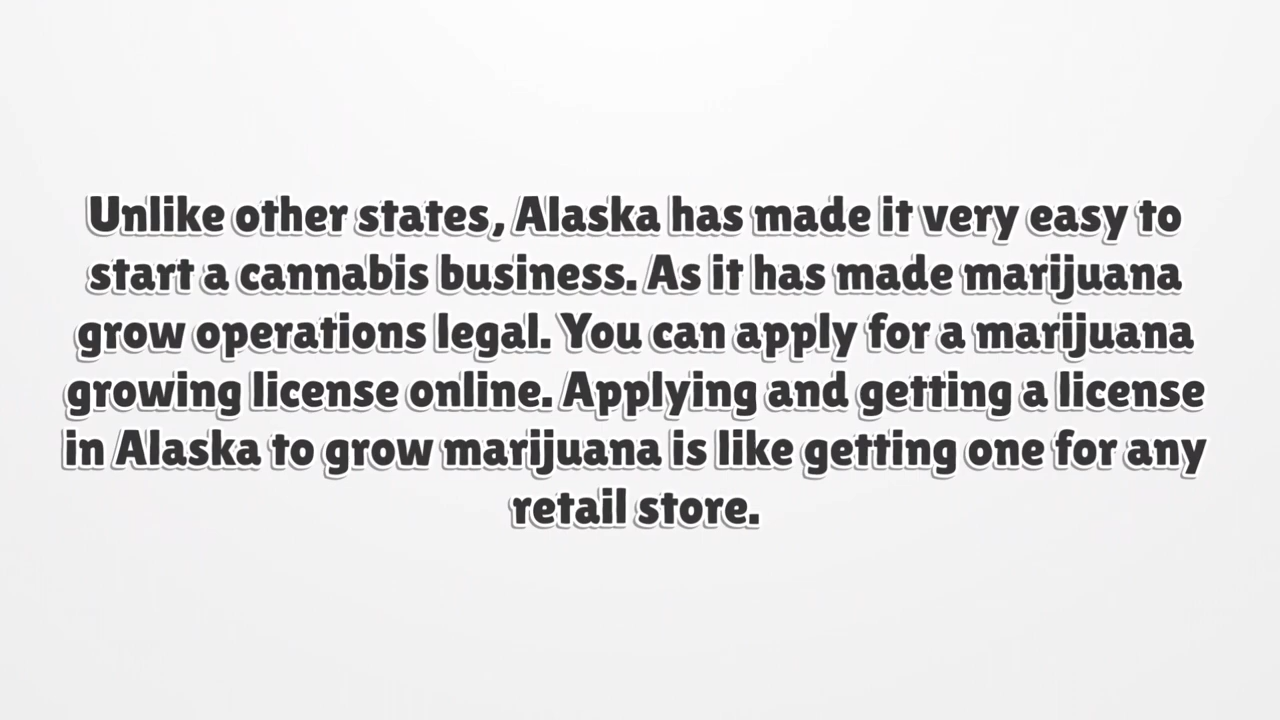 Unlike other states, Alaska has made it very easy to
start a cannabis business. As it has made marijuana
grow operations legal. You can apply for a marijuana
growing license online. Applying and getting a license
in Alaska to grow marijuana is like getting one for any
retail store.